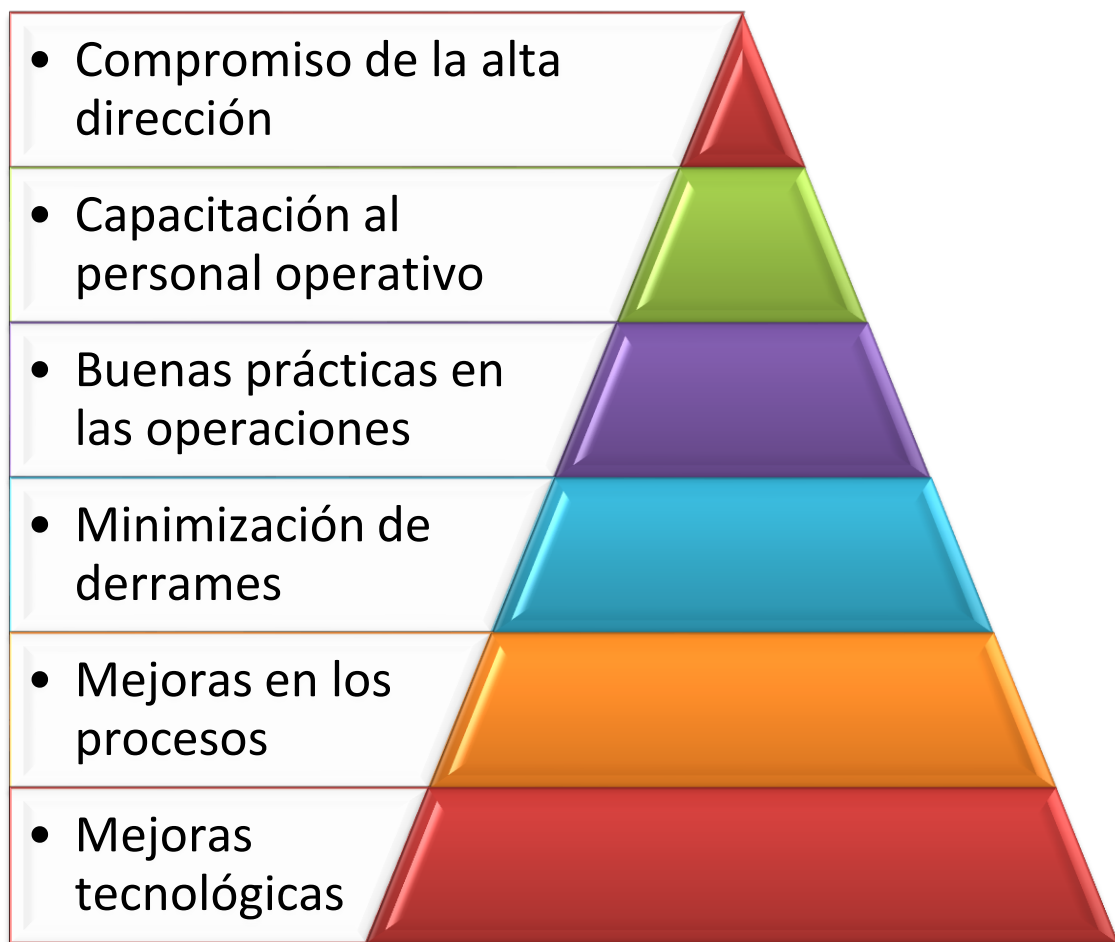 • Compromiso de la alta
dirección
• Capacitación al
personal operativo
• Buenas prácticas en
las operaciones
• Minimización de
derrames
• Mejoras en los
procesos
• Mejoras
tecnológicas